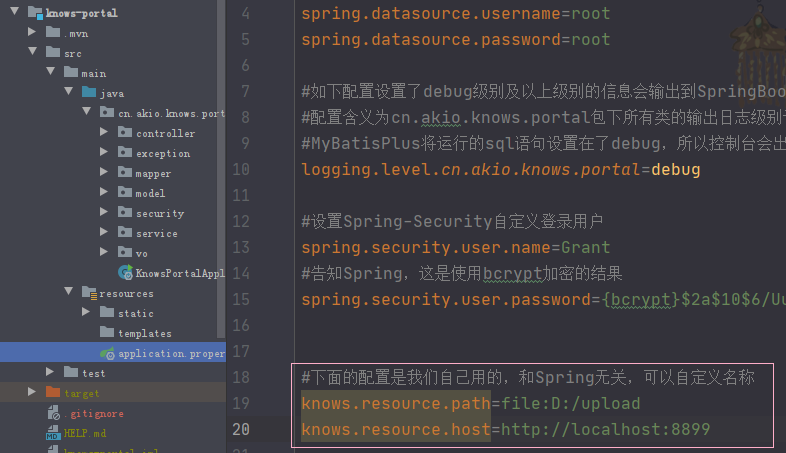 knows-portal
.mvn
src
main
java
cn.akio.knows.port
controller
exception
mapper
model
security
service
vo
KnowsPortalAppl
resources
static
templates
application.proper
test
target
.gitignore
HELP.md
4 spring.datasource.username=root
5 spring.datasource.password=root
6
7 #如下配置设置了debug级别及以上级别的信息会输出到SpringBoo
8 #配置含义为cn.akio.knows.portal包下所有类的输出日志级别
9 #MyBatisPlus将运行的sql语句设置在了debug，所以控制台会出
10 logging.level.cn.akio.knows.portal=debug
11
12 #设置Spring-Security自定义登录用户
13 spring.security.user.name=Grant
14 #告知Spring，这是使用bcrypt加密的结果
15 spring.security.user.password={bcrypt}$2a$10$6/Uu
16
17
18 #下面的配置是我们自己用的，和Spring无关，可以自定义名称
19 knows.resource.path=file:D:/upload
20 knows.resource.host=http://localhost:8899